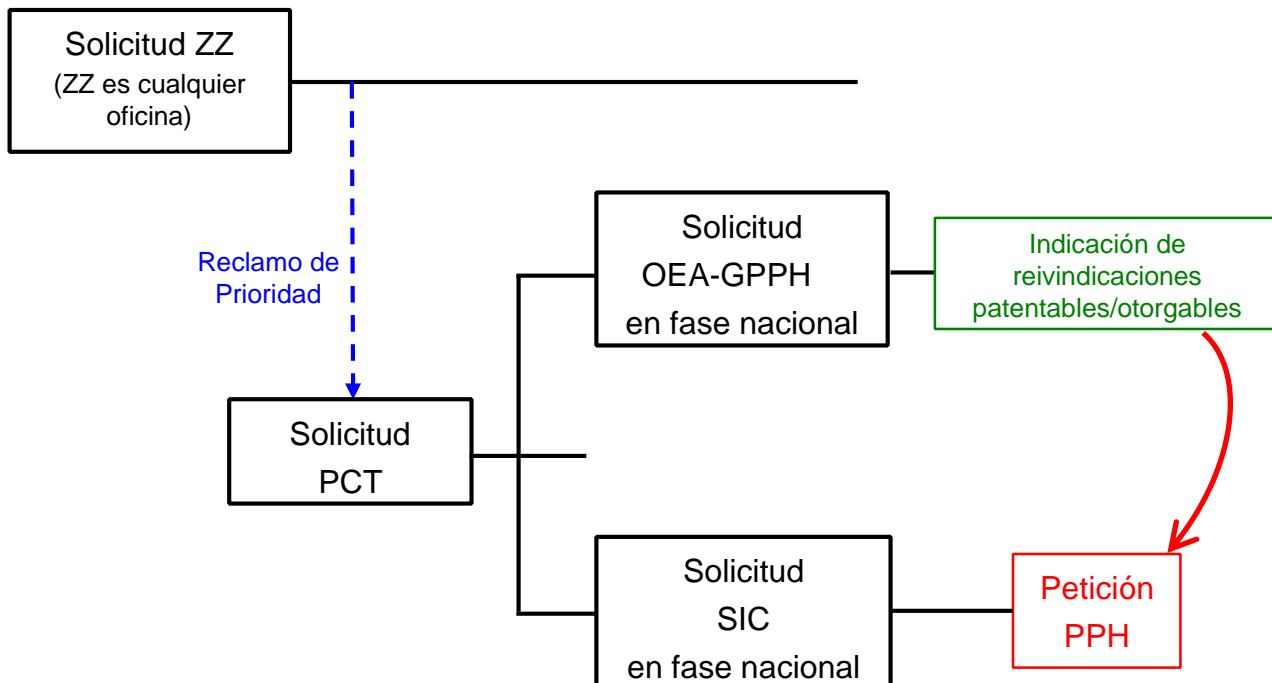 Solicitud ZZ
(ZZ es cualquier
oficina)
Reclamo de
Prioridad
Solicitud
PCT
Solicitud
OEA-GPPH
en fase nacional
Indicación de
reivindicaciones
patentables/otorgables
Solicitud
SIC
en fase nacional
Petición
PPH